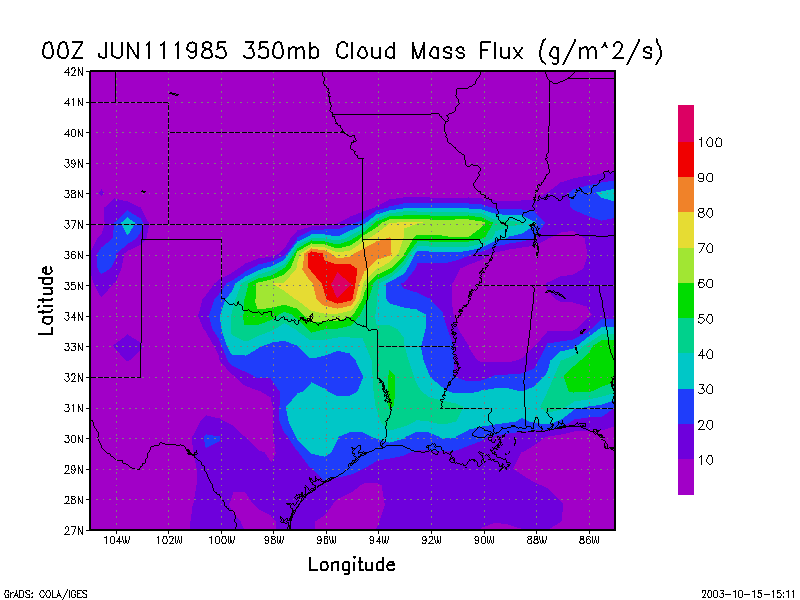 00Z JUN111985 350mb Cloud Mass Flux (g/m^2/s)
42N
41N
40N
39N
38N
37N
36N
35N
34N
33N
32N
31N
30N
29N
28N
27N
Latitude
104W 102W 100W 98W 96W 94W 92W 90W 88W 86W
Longitude
100
90
80
70
60
50
40
30
20
10
GrADS: COLA/IGES
2003-10-15-15:11